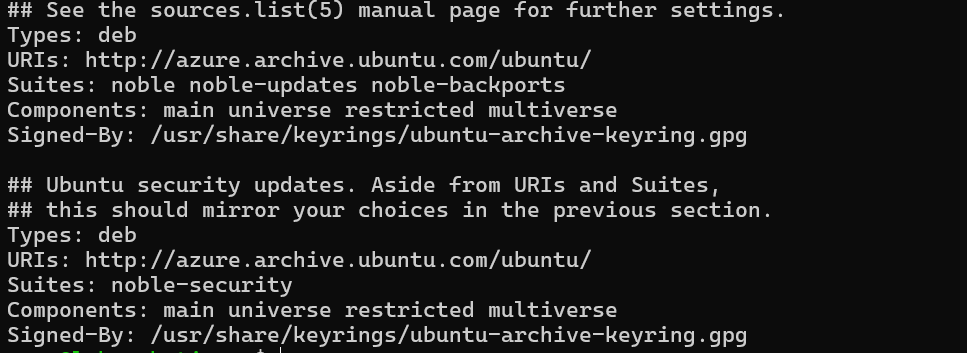 ## See the sources.list(5) manual page for further settings.
Types: deb
URIs: http://azure.archive.ubuntu.com/ubuntu/
Suites: noble noble-updates noble-backports
Components: main universe restricted multiverse
Signed-By: /usr/share/keyrings/ubuntu-archive-keyring.gpg

## Ubuntu security updates. Aside from URIs and Suites,
## this should mirror your choices in the previous section.
Types: deb
URIs: http://azure.archive.ubuntu.com/ubuntu/
Suites: noble-security
Components: main universe restricted multiverse
Signed-By: /usr/share/keyrings/ubuntu-archive-keyring.gpg